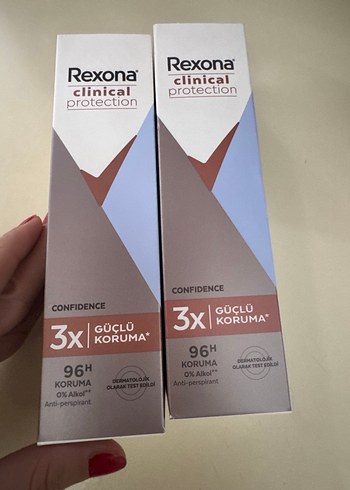 Rexona®
clinical
protection
CONFIDENCE
3x
GÜÇLÜ
KORUMA*
96H
KORUMA
0% Alkol**
Anti-perspirant
DERMATOLOJİK
OLARAK TEST EDİLDİ
Rexona®
clinical
protection
CONFIDENCE
3x
GÜÇLÜ
KORUMA*
96H
KORUMA
0% Alkol**
Anti-perspirant
DERMATOLOJİK
OLARAK TEST EDİLDİ